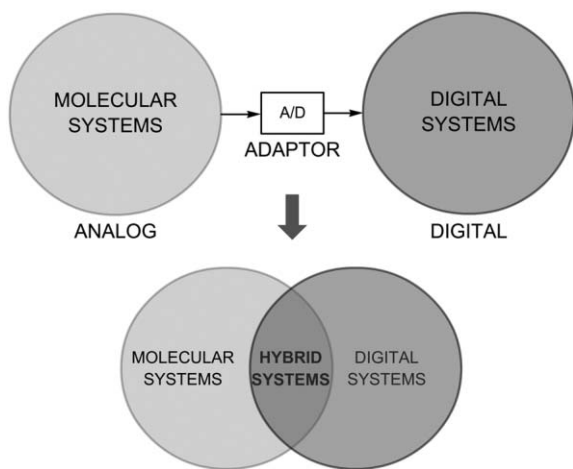 MOLECULAR
SYSTEMS
A/D
ADAPTOR
DIGITAL
SYSTEMS
ANALOG
DIGITAL
MOLECULAR
SYSTEMS
HYBRID
SYSTEMS
DIGITAL
SYSTEMS